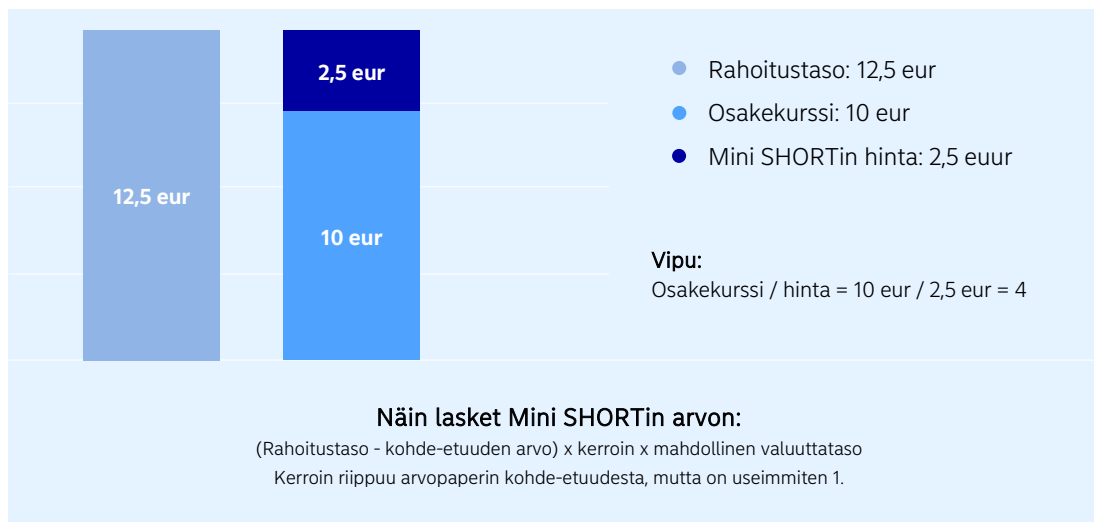 2,5 eur
12,5 eur
10 eur
Rahoitustaso: 12,5 eur
Osakekurssi: 10 eur
Mini SHORTin hinta: 2,5 euur
Vipu:
Osakekurssi / hinta = 10 eur / 2,5 eur = 4
Näin lasket Mini SHORTin arvon:
(Rahoitustaso - kohde-etuuden arvo) x kerroin x mahdollinen valuuttataso
Kerroin riippuu arvopaperin kohde-etuudesta, mutta on useimmiten 1.